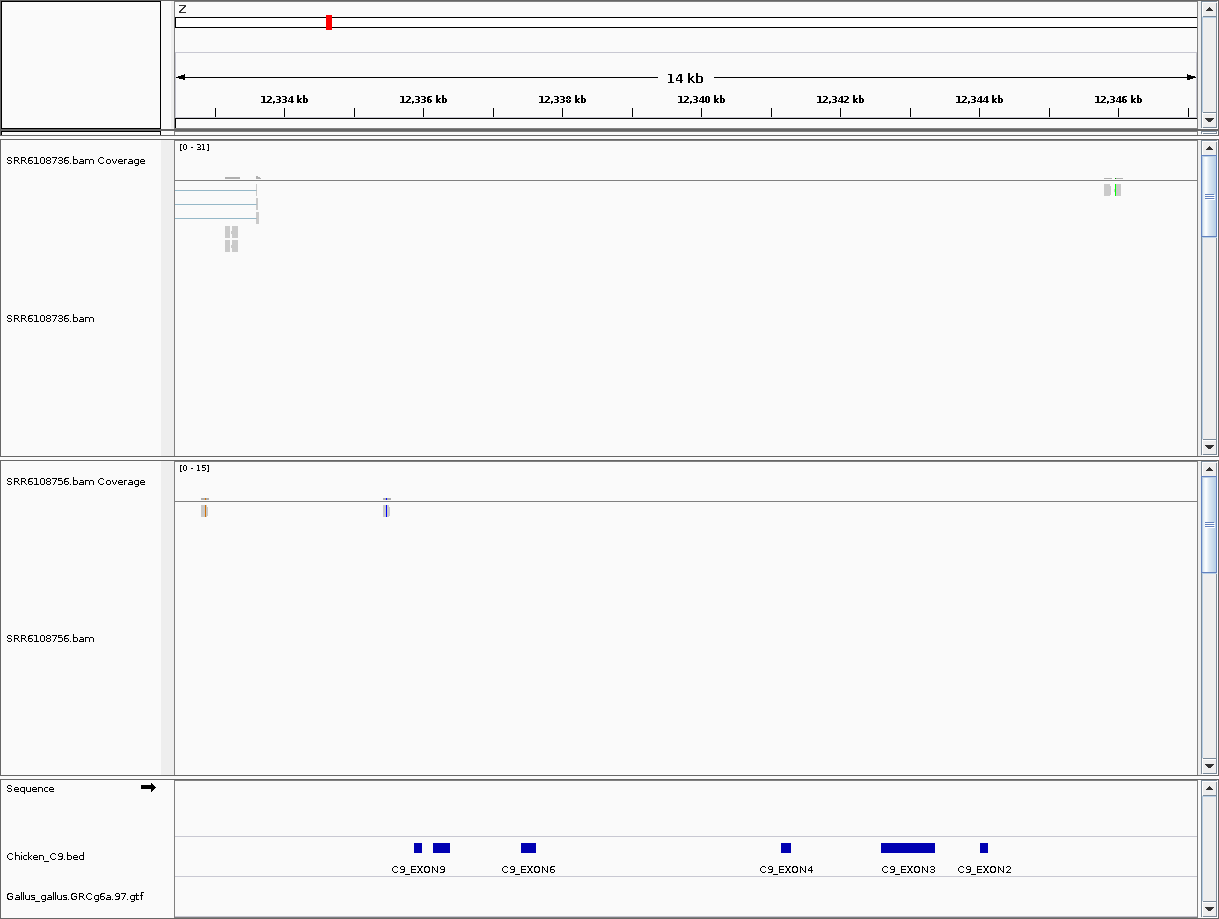 Z
14 kb
12,334 kb 12,336 kb 12,338 kb 12,340 kb 12,342 kb 12,344 kb 12,346 kb
[0 - 31]
SRR6108736.bam Coverage
SRR6108736.bam
[0 - 15]
SRR6108756.bam Coverage
SRR6108756.bam
Sequence
Chicken_C9.bed
C9_EXON9 C9_EXON6 C9_EXON4 C9_EXON3 C9_EXON2
Gallus_gallus.GRCg6a.97.gtf